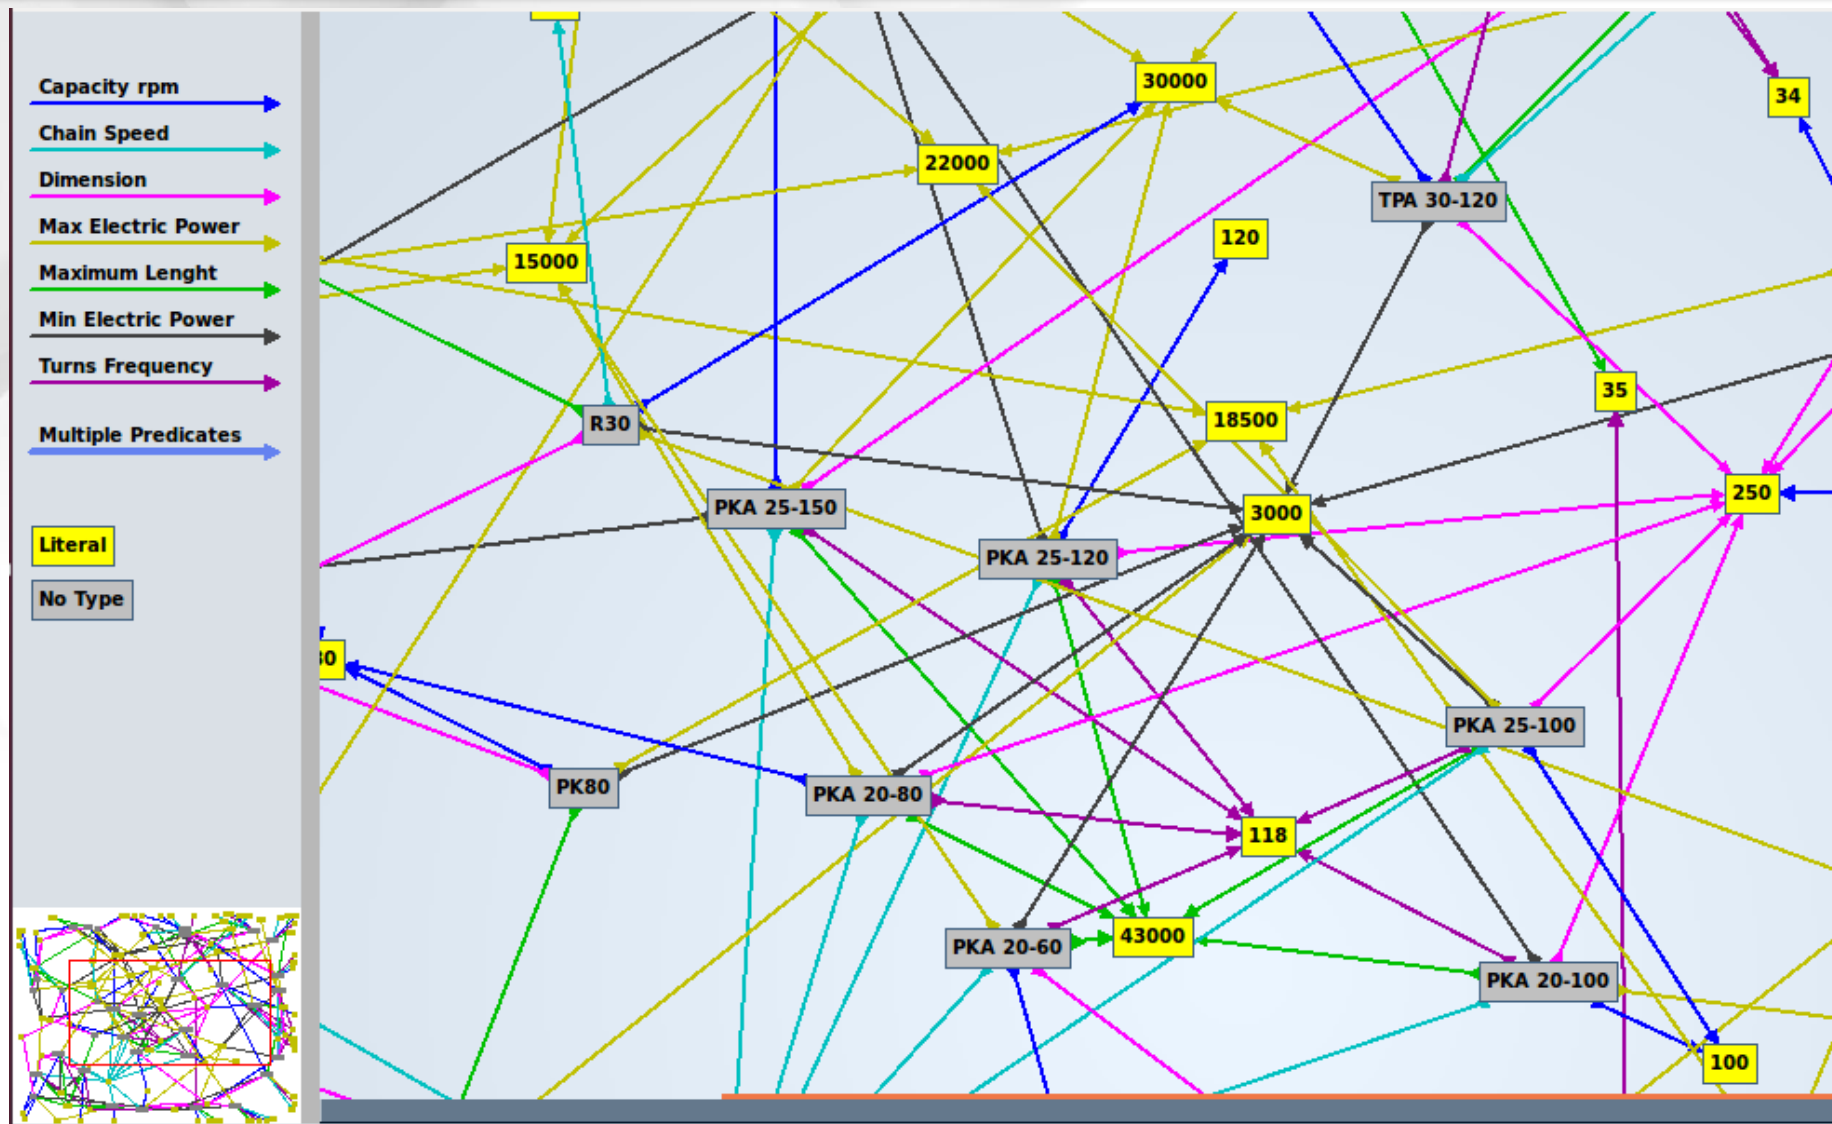 Capacity rpm
Chain Speed
Dimension
Max Electric Power
Maximum Lenght
Min Electric Power
Turns Frequency
Multiple Predicates
Literal
No Type
30000
34
22000
TPA 30-120
120
15000
35
18500
R30
250
PKA 25-150
3000
PKA 25-120
PKA 25-100
PK80
PKA 20-80
118
43000
PKA 20-60
PKA 20-100
100